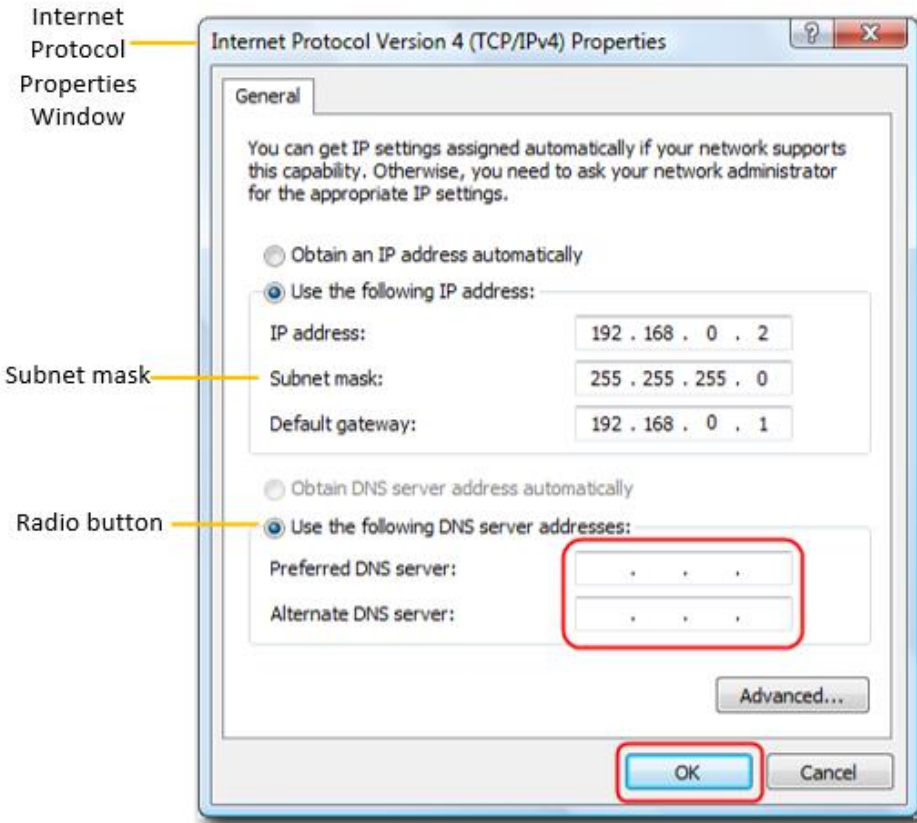 Internet
Protocol
Properties
Window
Internet Protocol Version 4 (TCP/IPv4) Properties
?
X
General
You can get IP settings assigned automatically if your network supports
this capability. Otherwise, you need to ask your network administrator
for the appropriate IP settings.
Obtain an IP address automatically
Use the following IP address:
IP address: 192 . 168 . 0 . 2
Subnet mask
Subnet mask: 255 . 255 . 255 . 0
Default gateway: 192 . 168 . 0 . 1
Obtain DNS server address automatically
Radio button
Use the following DNS server addresses:
Preferred DNS server: . . .
Alternate DNS server: . . .
Advanced...
OK Cancel